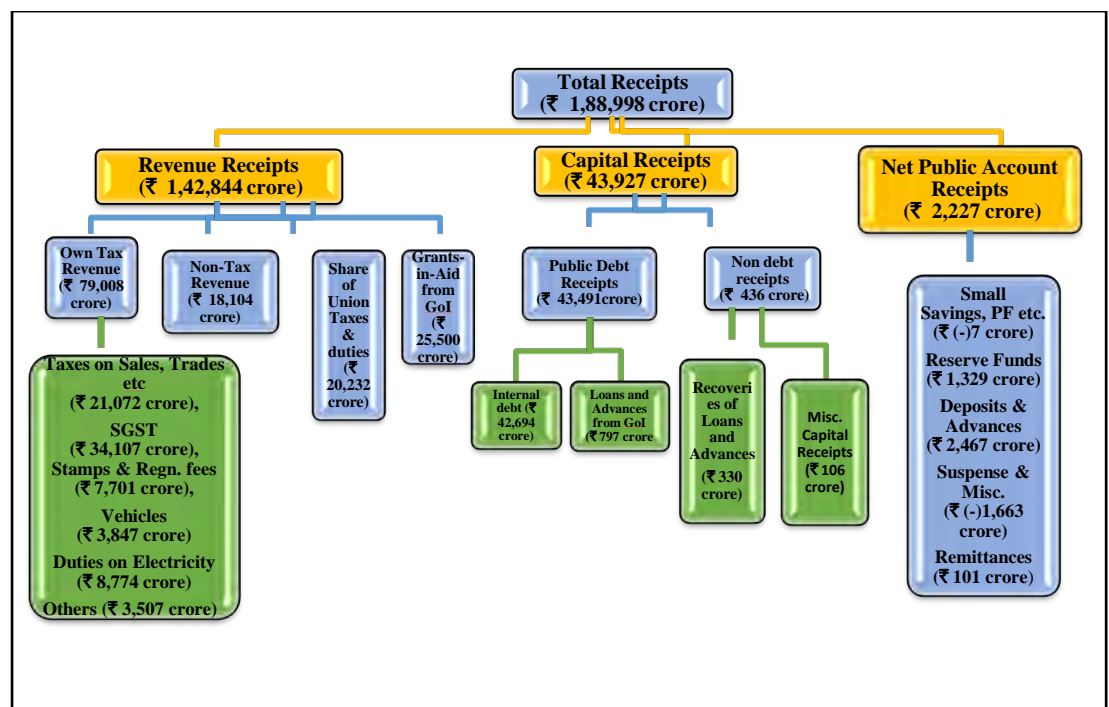 Total Receipts
(₹ 1,88,998 crore)
Revenue Receipts
(₹ 1,42,844 crore)
Capital Receipts
(₹ 43,927 crore)
Net Public Account
Receipts
(₹ 2,227 crore)
Own Tax
Revenue
(₹ 79,008
crore)
Non-Tax
Revenue
(₹ 18,104
crore)
Share
of
Union
Taxes
&
duties
(₹
20,232
crore)
Grants-
in-Aid
from
GoI
(₹
25,500
crore)
Public Debt
Receipts
(₹ 43,491crore)
Non debt
receipts
(₹ 436 crore)
Taxes on Sales, Trades
etc
(₹ 21,072 crore),
SGST
(₹ 34,107 crore),
Stamps & Regn. fees
(₹ 7,701 crore),
Vehicles
(₹ 3,847 crore)
Duties on Electricity
(₹ 8,774 crore)
Others (₹ 3,507 crore)
Internal
debt (₹
42,694
crore)
Loans and
Advances
from GoI
(₹797 crore
Recoveri
es of
Loans
and
Advances
(₹ 330
crore)
Misc.
Capital
Receipts
(₹ 106
crore)
Small
Savings, PF etc.
(₹ (-)7 crore)
Reserve Funds
(₹ 1,329 crore)
Deposits &
Advances
(₹ 2,467 crore)
Suspense &
Misc.
(₹ (-)1,663
crore)
Remittances
(₹ 101 crore)